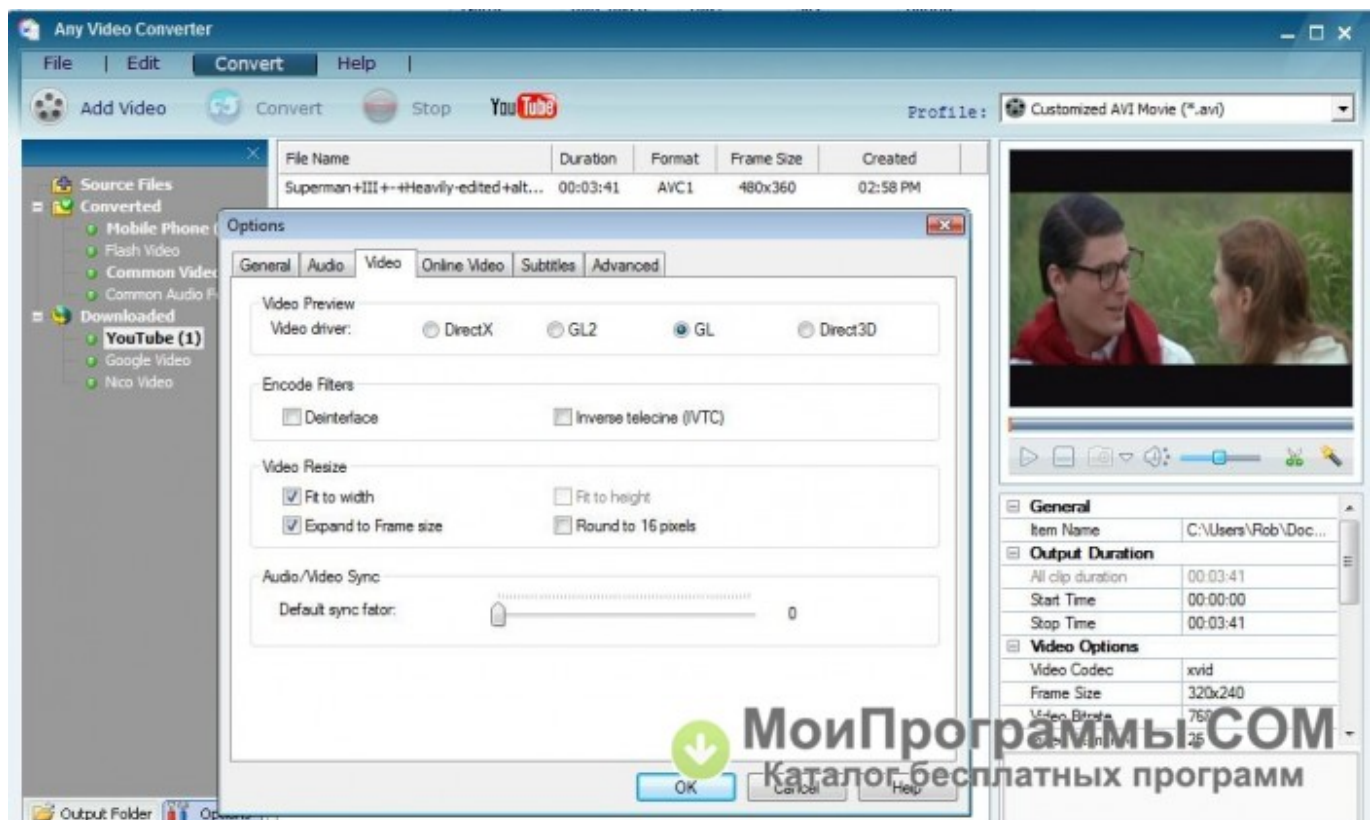 Any Video Converter
File | Edit | Convert | Help |
Add Video Convert Stop YouTube Profile: Customized AVI Movie (*.avi)
File Name Duration Format Frame Size Created
Superman+III+-+Heavily-edited+alt... 00:03:41 AVC1 480x360 02:58 PM
Source Files
Converted
Mobile Phone (
Flash Video
Common Video
Common Audio F
Downloaded
YouTube (1)
Google Video
Nico Video
Options
General Audio Video Online Video Subtitles Advanced
Video Preview
Video driver: DirectX GL2 GL Direct3D
Encode Filters
Deinterlace Inverse telecine (IVTC)
Video Resize
Fit to width Fit to height
Expand to Frame size Round to 16 pixels
Audio/Video Sync
Default sync fator: 0
OK Cancel Help
General
Item Name C:\Users\Rob\Doc...
Output Duration
All clip duration 00:03:41
Start Time 00:00:00
Stop Time 00:03:41
Video Options
Video Codec xvid
Frame Size 320x240
Video Bitrate
25
МоиПрограммы.COM
Каталог бесплатных программ
Output Folder Options